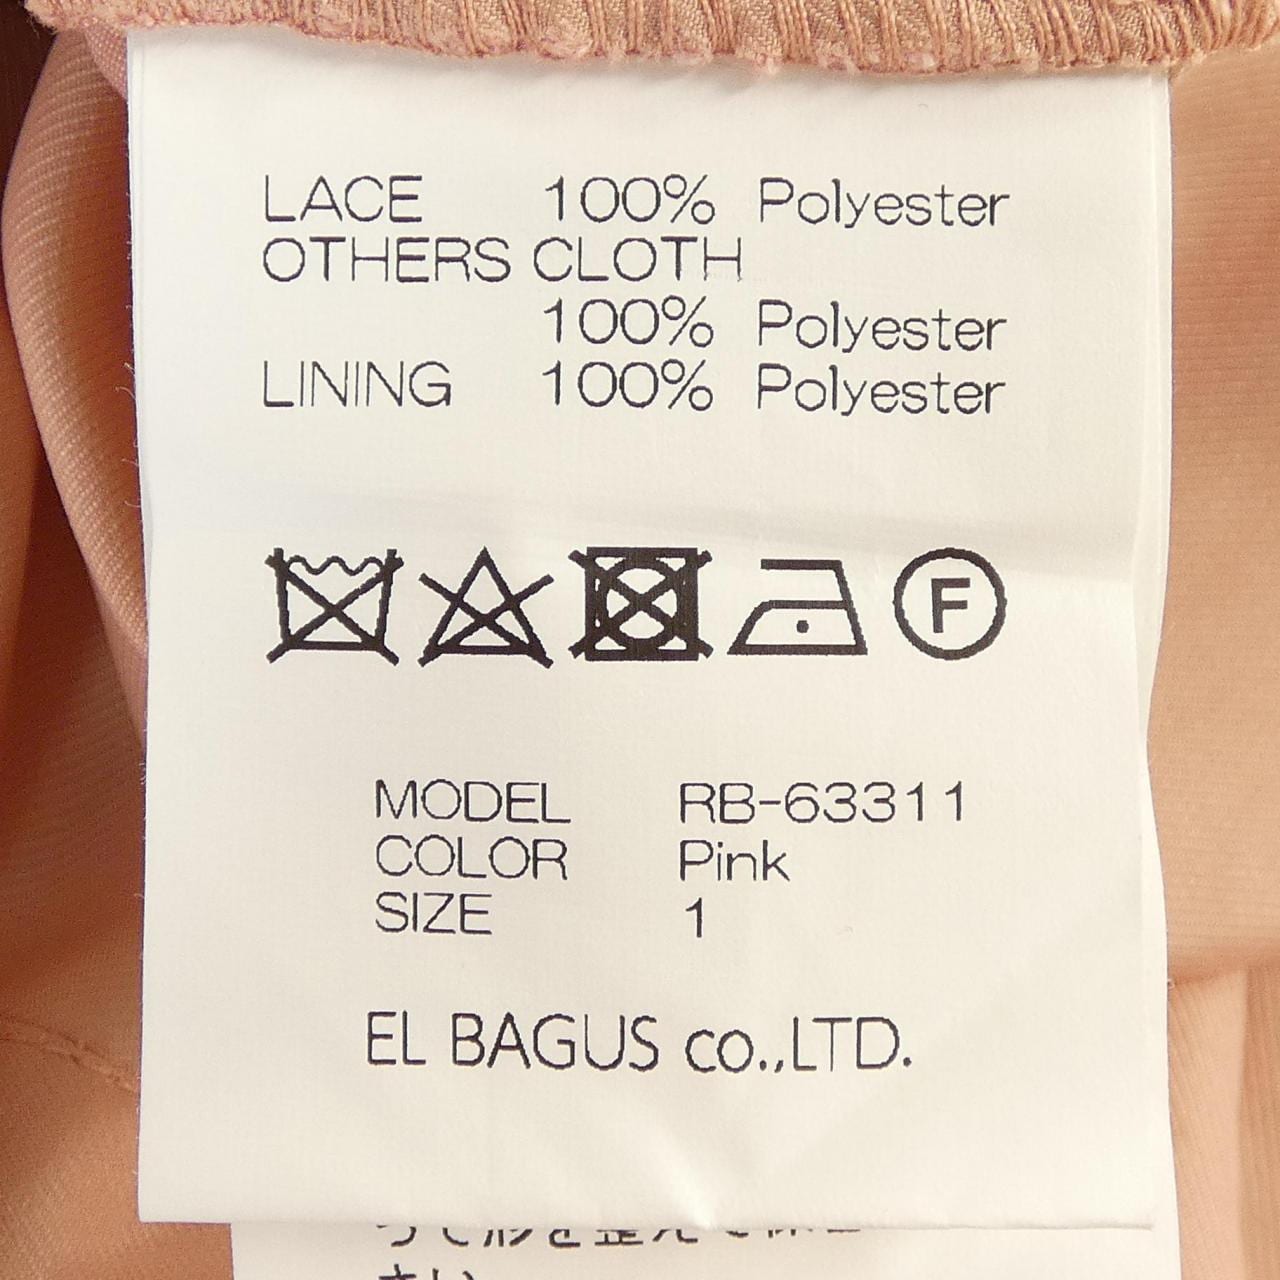 LACE 100% Polyester
OTHERS CLOTH
100% Polyester
LINING 100% Polyester
F
MODEL RB-63311
COLOR Pink
SIZE 1
EL BAGUS co.,LTD.